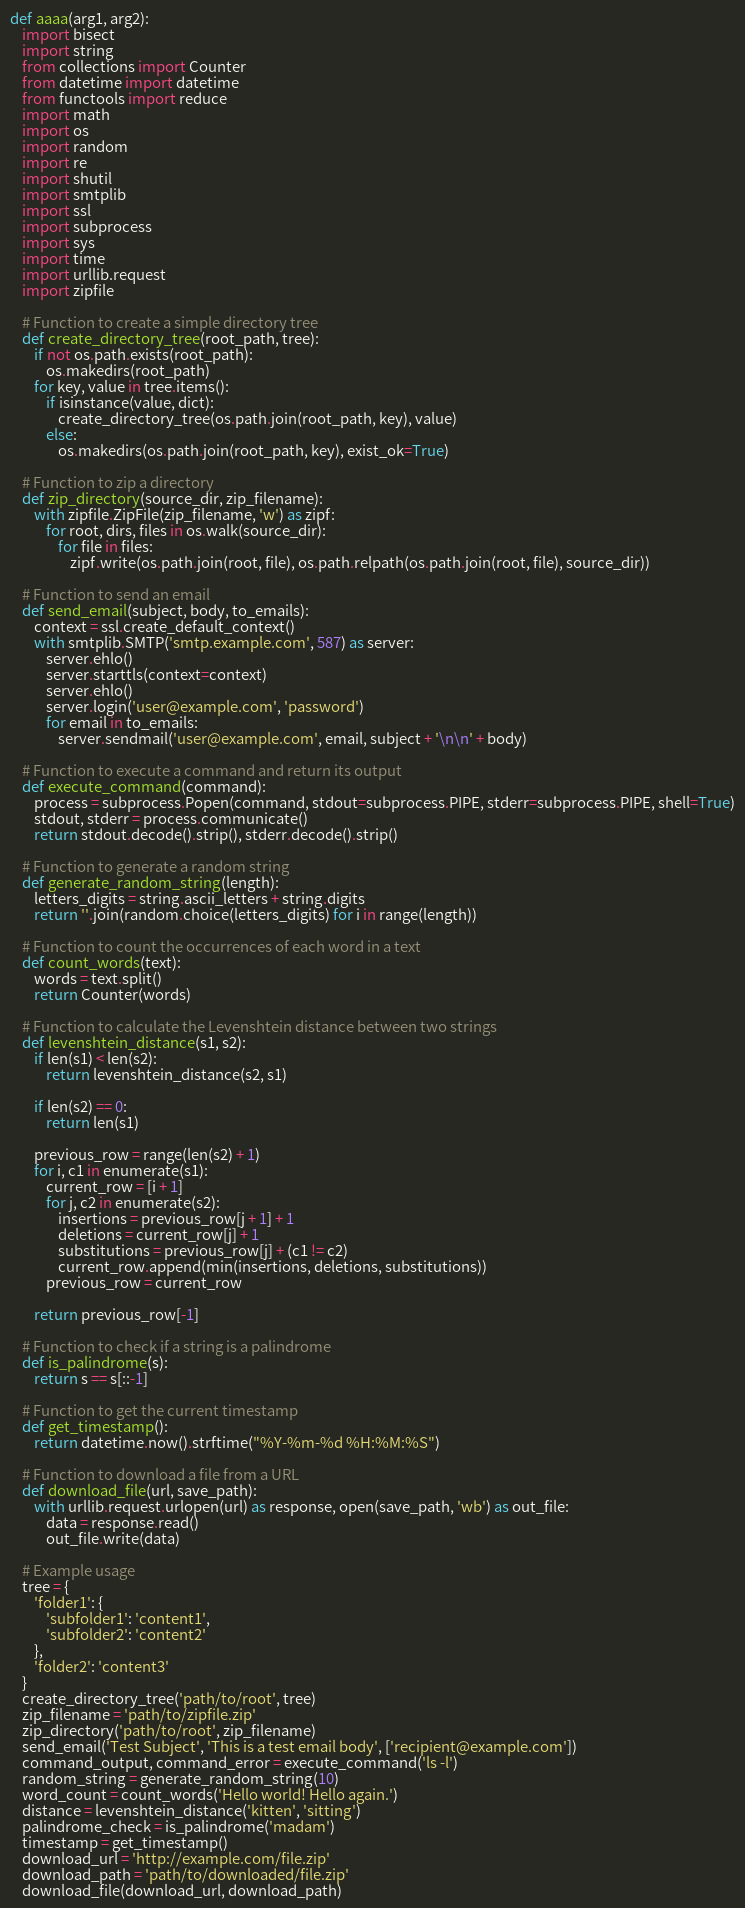 def aaaa(arg1, arg2):
    import bisect
    import string
    from collections import Counter
    from datetime import datetime
    from functools import reduce
    import math
    import os
    import random
    import re
    import shutil
    import smtplib
    import ssl
    import subprocess
    import sys
    import time
    import urllib.request
    import zipfile

    # Function to create a simple directory tree
    def create_directory_tree(root_path, tree):
        if not os.path.exists(root_path):
            os.makedirs(root_path)
        for key, value in tree.items():
            if isinstance(value, dict):
                create_directory_tree(os.path.join(root_path, key), value)
            else:
                os.makedirs(os.path.join(root_path, key), exist_ok=True)

    # Function to zip a directory
    def zip_directory(source_dir, zip_filename):
        with zipfile.ZipFile(zip_filename, 'w') as zipf:
            for root, dirs, files in os.walk(source_dir):
                for file in files:
                    zipf.write(os.path.join(root, file), os.path.relpath(os.path.join(root, file), source_dir))

    # Function to send an email
    def send_email(subject, body, to_emails):
        context = ssl.create_default_context()
        with smtplib.SMTP('smtp.example.com', 587) as server:
            server.ehlo()
            server.starttls(context=context)
            server.ehlo()
            server.login('user@example.com', 'password')
            for email in to_emails:
                server.sendmail('user@example.com', email, subject + '\n\n' + body)

    # Function to execute a command and return its output
    def execute_command(command):
        process = subprocess.Popen(command, stdout=subprocess.PIPE, stderr=subprocess.PIPE, shell=True)
        stdout, stderr = process.communicate()
        return stdout.decode().strip(), stderr.decode().strip()

    # Function to generate a random string
    def generate_random_string(length):
        letters_digits = string.ascii_letters + string.digits
        return ''.join(random.choice(letters_digits) for i in range(length))

    # Function to count the occurrences of each word in a text
    def count_words(text):
        words = text.split()
        return Counter(words)

    # Function to calculate the Levenshtein distance between two strings
    def levenshtein_distance(s1, s2):
        if len(s1) < len(s2):
            return levenshtein_distance(s2, s1)

        if len(s2) == 0:
            return len(s1)

        previous_row = range(len(s2) + 1)
        for i, c1 in enumerate(s1):
            current_row = [i + 1]
            for j, c2 in enumerate(s2):
                insertions = previous_row[j + 1] + 1
                deletions = current_row[j] + 1
                substitutions = previous_row[j] + (c1 != c2)
                current_row.append(min(insertions, deletions, substitutions))
            previous_row = current_row

        return previous_row[-1]

    # Function to check if a string is a palindrome
    def is_palindrome(s):
        return s == s[::-1]

    # Function to get the current timestamp
    def get_timestamp():
        return datetime.now().strftime("%Y-%m-%d %H:%M:%S")

    # Function to download a file from a URL
    def download_file(url, save_path):
        with urllib.request.urlopen(url) as response, open(save_path, 'wb') as out_file:
            data = response.read()
            out_file.write(data)

    # Example usage
    tree = {
        'folder1': {
            'subfolder1': 'content1',
            'subfolder2': 'content2'
        },
        'folder2': 'content3'
    }
    create_directory_tree('path/to/root', tree)
    zip_filename = 'path/to/zipfile.zip'
    zip_directory('path/to/root', zip_filename)
    send_email('Test Subject', 'This is a test email body', ['recipient@example.com'])
    command_output, command_error = execute_command('ls -l')
    random_string = generate_random_string(10)
    word_count = count_words('Hello world! Hello again.')
    distance = levenshtein_distance('kitten', 'sitting')
    palindrome_check = is_palindrome('madam')
    timestamp = get_timestamp()
    download_url = 'http://example.com/file.zip'
    download_path = 'path/to/downloaded/file.zip'
    download_file(download_url, download_path)